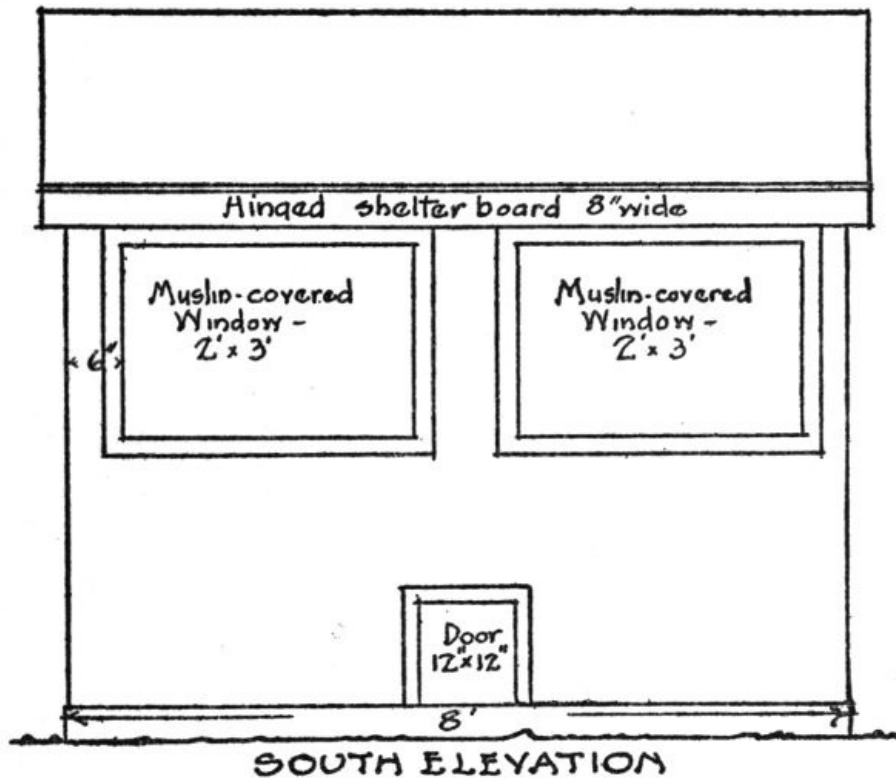 Hinged shelter board 8" wide
Muslin-covered
Window -
2' x 3'
Muslin-covered
Window -
2' x 3'
6"
Door
12" x 12"
8'
SOUTH ELEVATION